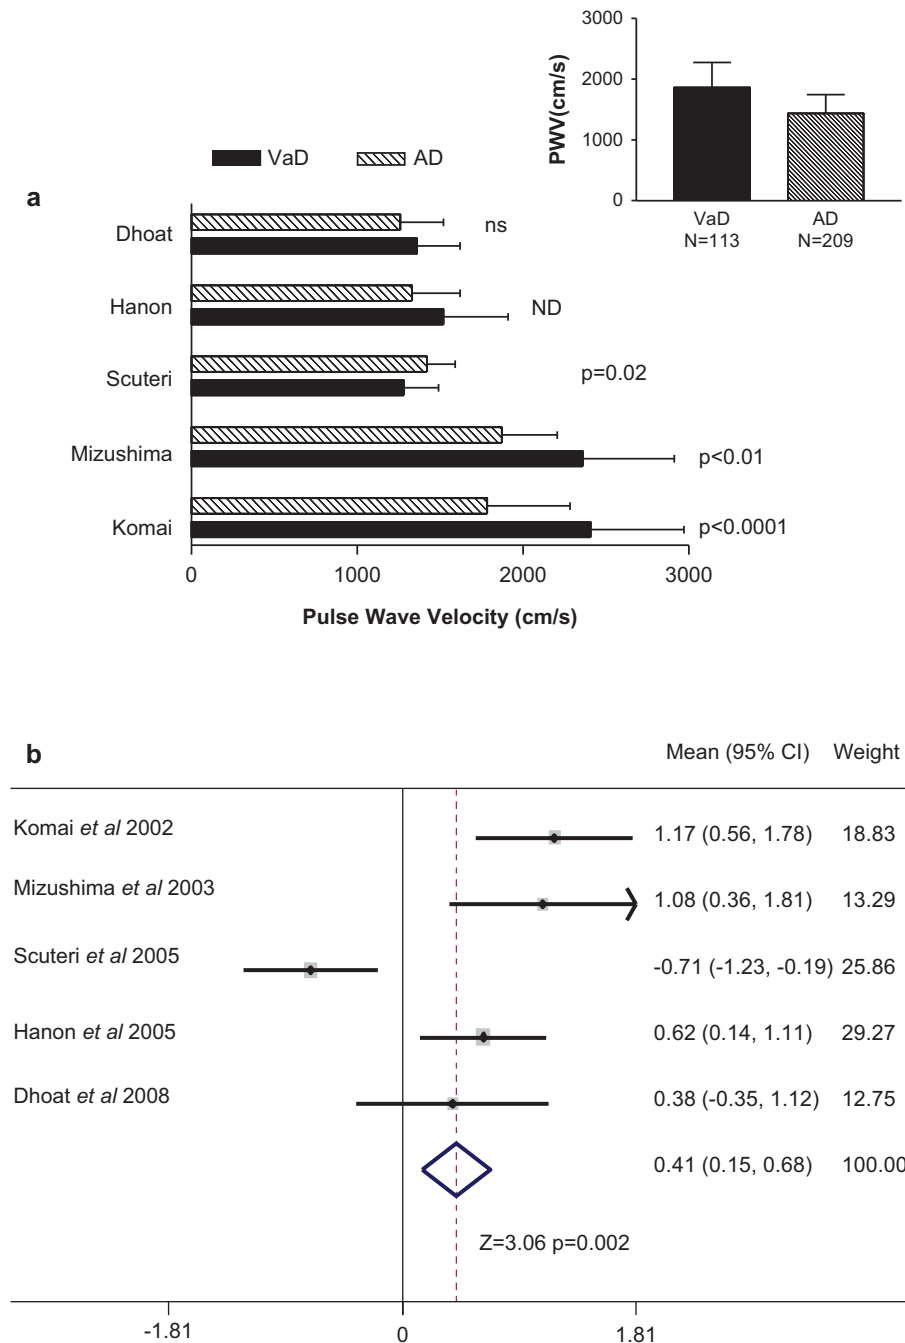 3000
2000
1000
0
PWV(cm/s)
VaD AD
N=113 N=209
VaD AD
a
Dhoat ns
Hanon ND
Scuteri p=0.02
Mizushima p<0.01
Komai p<0.0001
0 1000 2000 3000
Pulse Wave Velocity (cm/s)
b Mean (95% CI) Weight
Komai et al 2002 1.17 (0.56, 1.78) 18.83
Mizushima et al 2003 1.08 (0.36, 1.81) 13.29
Scuteri et al 2005 -0.71 (-1.23, -0.19) 25.86
Hanon et al 2005 0.62 (0.14, 1.11) 29.27
Dhoat et al 2008 0.38 (-0.35, 1.12) 12.75
0.41 (0.15, 0.68) 100.00
Z=3.06 p=0.002
-1.81 0 1.81